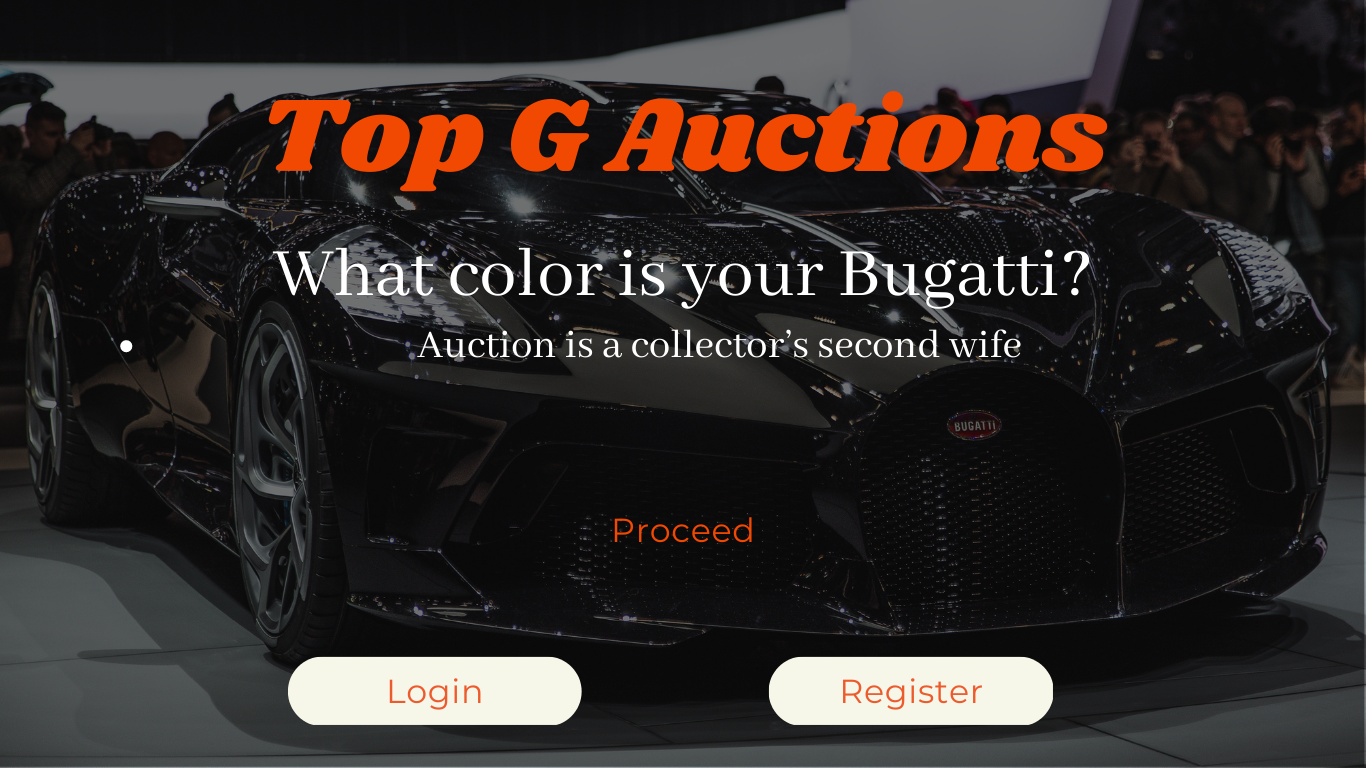 Top G Auctions
What color is your Bugatti?
• Auction is a collector’s second wife
BUGATTI
Proceed
Login
Register